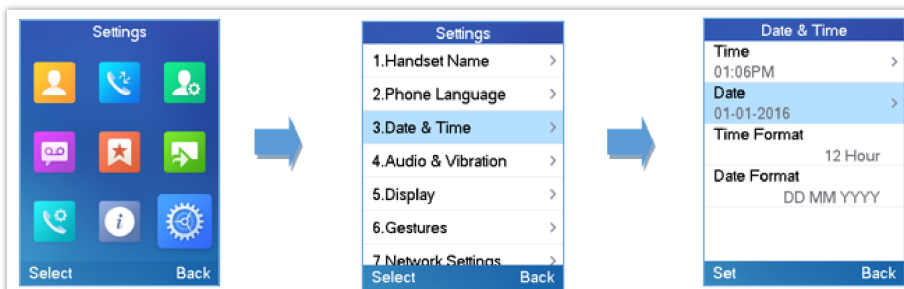 Settings
Select Back
Settings
1.Handset Name
2.Phone Language
3.Date & Time
4.Audio & Vibration
5.Display
6.Gestures
7.Network Settings
Select Back
Date & Time
Time
01:06PM
Date
01-01-2016
Time Format
12 Hour
Date Format
DD MM YYYY
Set Back